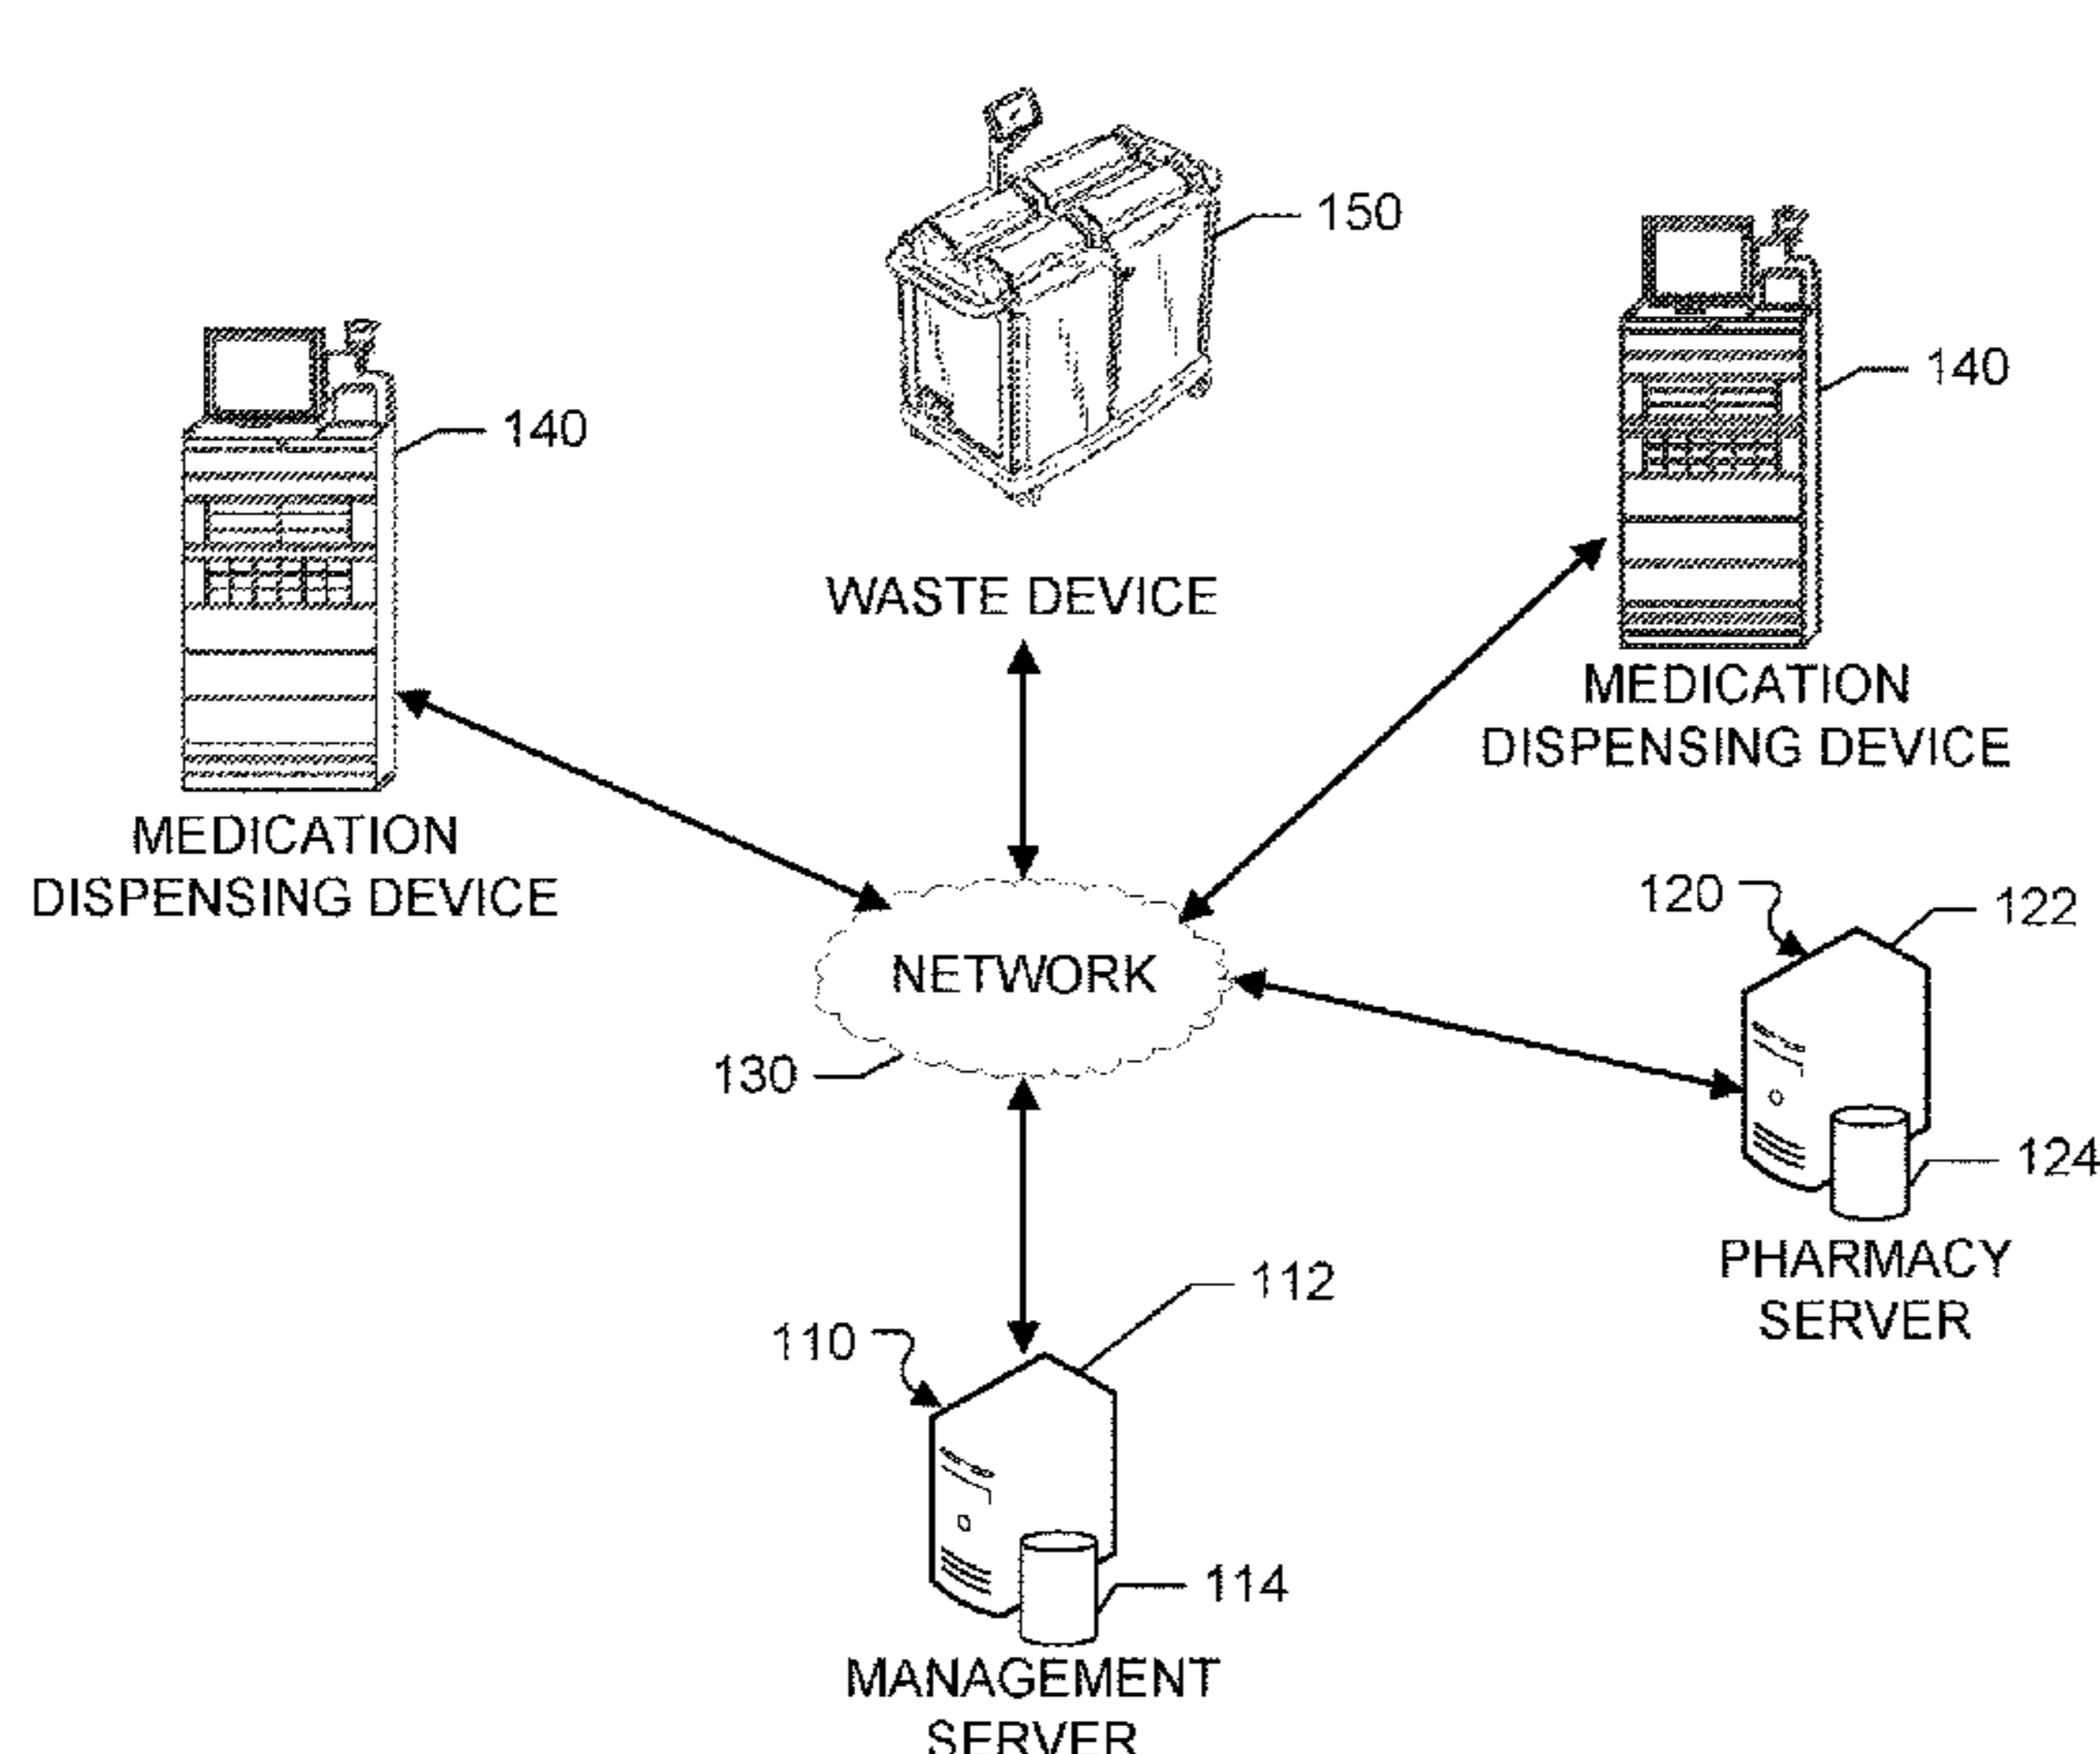 150
140
140
WASTE DEVICE
MEDICATION
DISPENSING DEVICE
MEDICATION
DISPENSING DEVICE
120
122
NETWORK
130
124
PHARMACY
SERVER
112
110
114
MANAGEMENT
SERVER